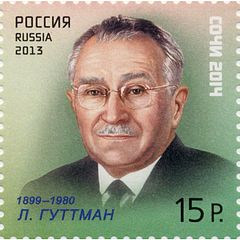 РОССИЯ
RUSSIA
2013
СОЧИ 2014
1899–1980
Л. ГУТТМАН
15 Р.